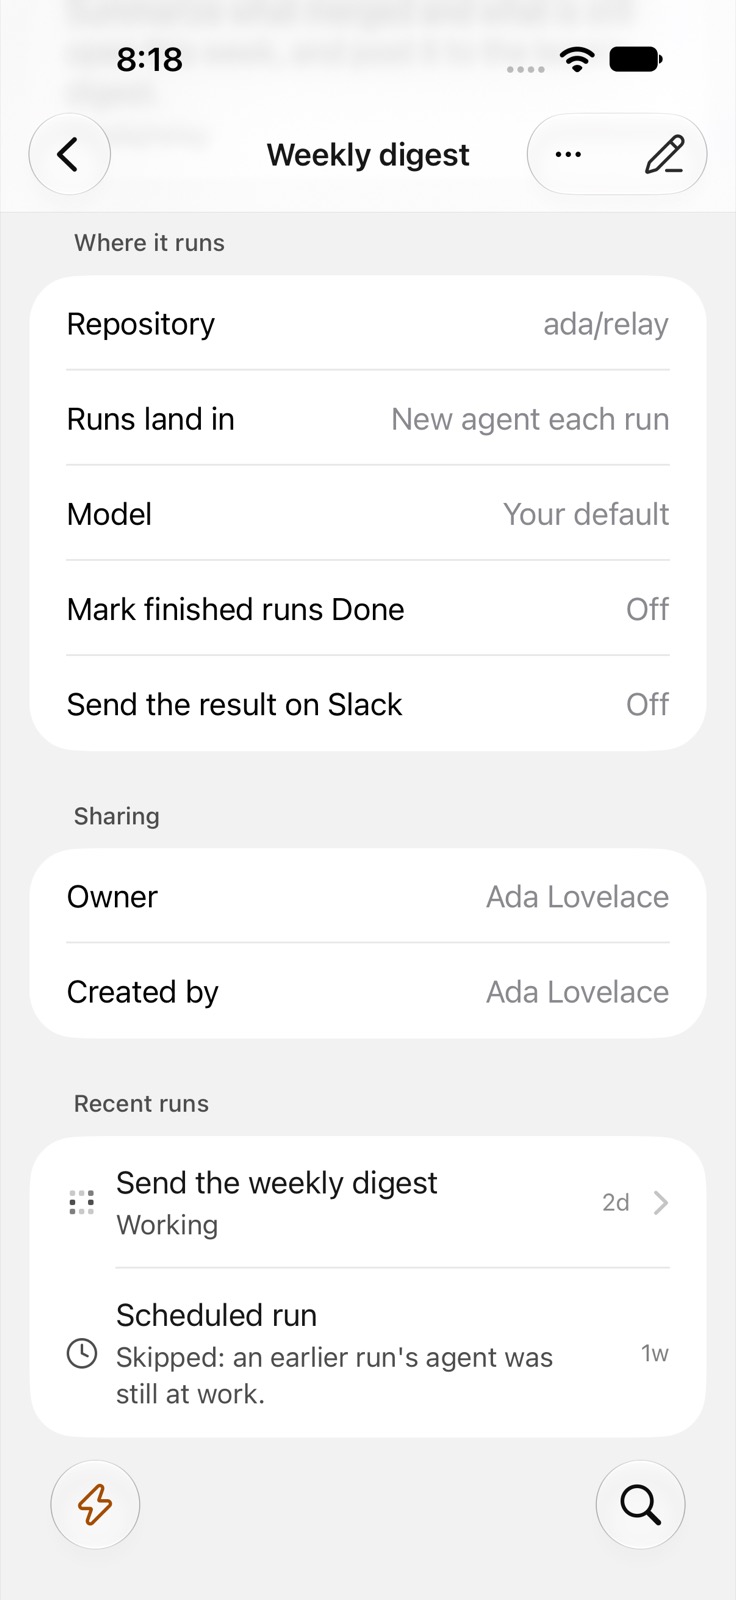 8:18
Weekly digest
Where it runs
Repository
ada/relay
Runs land in
New agent each run
Model
Your default
Mark finished runs Done
Off
Send the result on Slack
Off
Sharing
Owner
Ada Lovelace
Created by
Ada Lovelace
Recent runs
Send the weekly digest
Working
2d
Scheduled run
Skipped: an earlier run's agent was
still at work.
1w